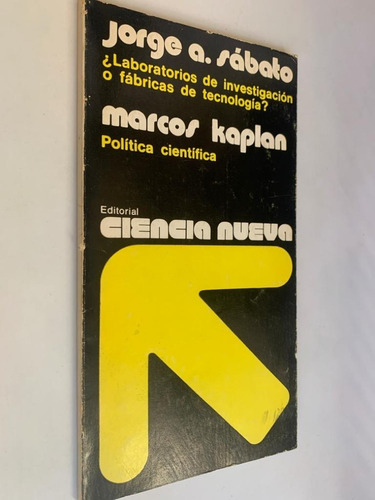 jorge a. sábato
¿Laboratorios de investigación
o fábricas de tecnología?
marcos kaplan
Política científica
Editorial
CIENCIA NUEVA